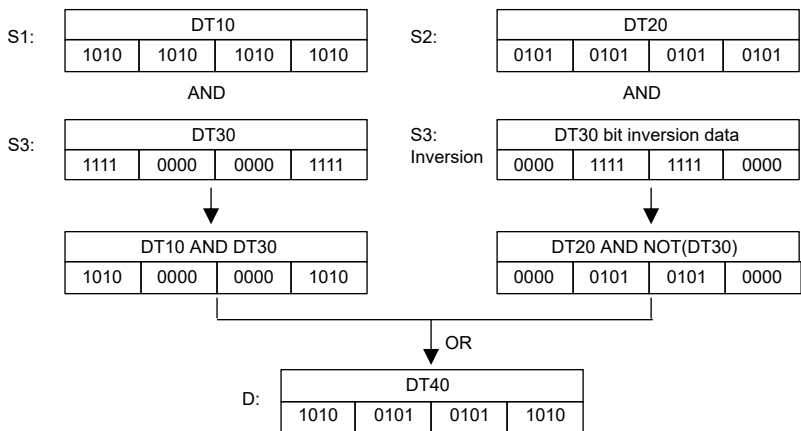 S1:
DT10
1010 1010 1010 1010
S2:
DT20
0101 0101 0101 0101
AND
AND
S3:
DT30
1111 0000 0000 1111
S3:
Inversion
DT30 bit inversion data
0000 1111 1111 0000
DT10 AND DT30
1010 0000 0000 1010
DT20 AND NOT(DT30)
0000 0101 0101 0000
OR
D:
DT40
1010 0101 0101 1010